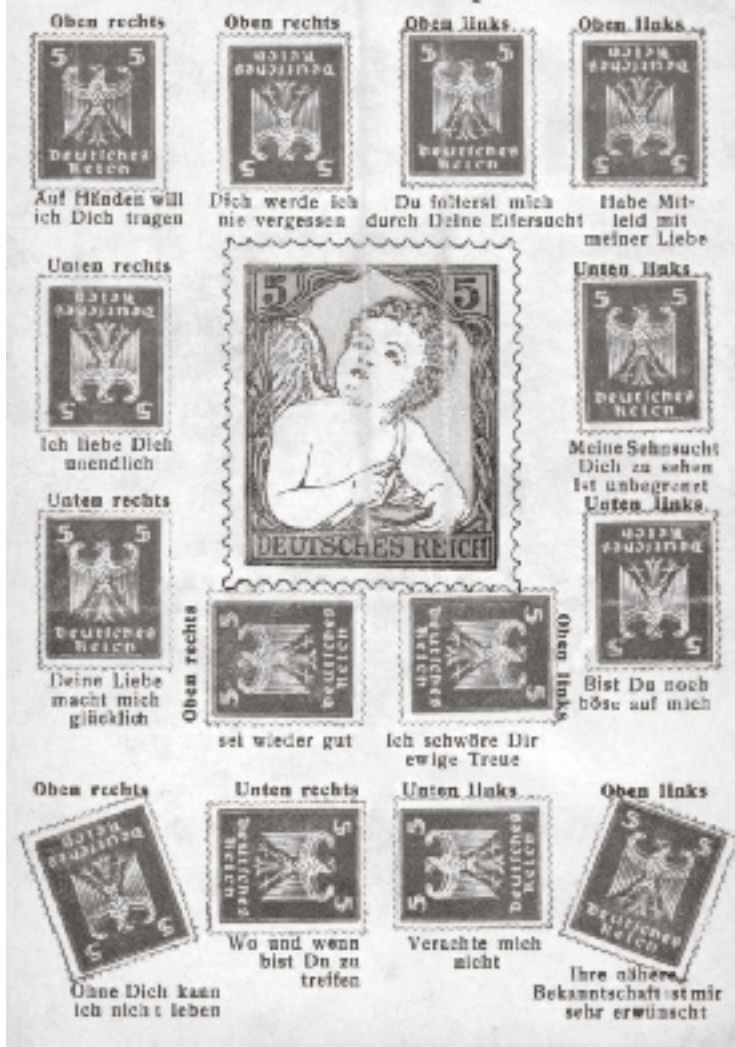 Oben rechts
Oben rechts
Oben links
Oben links
5 5
Deutsches
Reich
Deutsches
Reich
5 5
5 5
Deutsches
Reich
Deutsches
Reich
5 5
Auf Händen will
ich Dich tragen
Dich werde ich
nie vergessen
Du folterst mich
durch Deine Eifersucht
Habe Mit-
leid mit
meiner Liebe
Unten rechts
Deutsches
Reich
5 5
Ich liebe Dich
unendlich
5 5
DEUTSCHES REICH
Unten links
5 5
Deutsches
Reich
Meine Sehnsucht
Dich zu sehen
ist unbegrenzt
Unten rechts
5 5
Deutsches
Reich
Deine Liebe
macht mich
glücklich
Unten links
Deutsches
Reich
5 5
Bist Du noch
böse auf mich
Oben rechts
5 5
Deutsches
Reich
sei wieder gut
Oben links
5 5
Deutsches
Reich
Ich schwöre Dir
ewige Treue
Oben rechts
Deutsches
Reich
5 5
Ohne Dich kann
ich nicht leben
Unten rechts
5 5
Deutsches
Reich
Wo und wenn
bist Du zu
treffen
Unten links
5 5
Deutsches
Reich
Verachte mich
nicht
Oben links
5 5
Deutsches
Reich
Ihre nähere
Bekanntschaft ist mir
sehr erwünscht